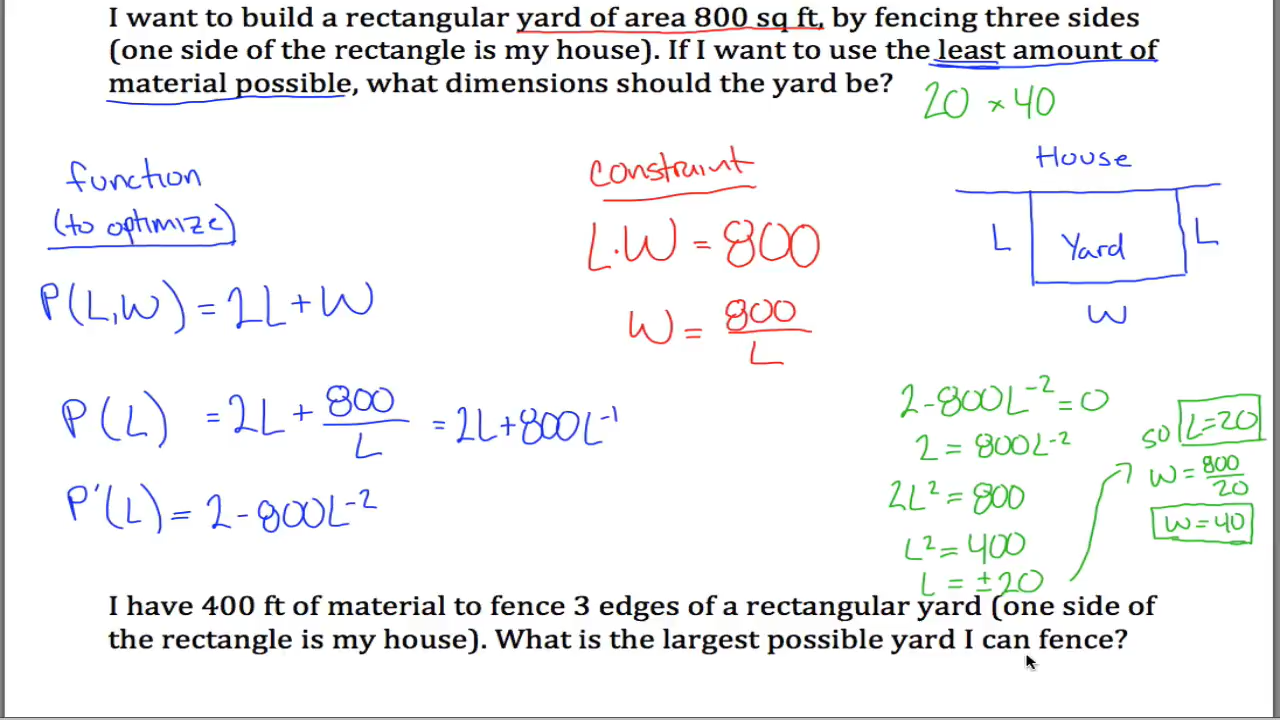 I want to build a rectangular yard of area 800 sq ft, by fencing three sides
(one side of the rectangle is my house). If I want to use the least amount of
material possible, what dimensions should the yard be?
20 × 40
function
(to optimize)
P(L,W) = 2L + W
P(L) = 2L + 800/L = 2L + 800L⁻¹
P'(L) = 2 - 800L⁻²
constraint
L·W = 800
W = 800/L
House
L Yard L
W
2 - 800L⁻² = 0
2 = 800L⁻²
2L² = 800
L² = 400
L = ±20
so L = 20
W = 800/20
W = 40
I have 400 ft of material to fence 3 edges of a rectangular yard (one side of
the rectangle is my house). What is the largest possible yard I can fence?